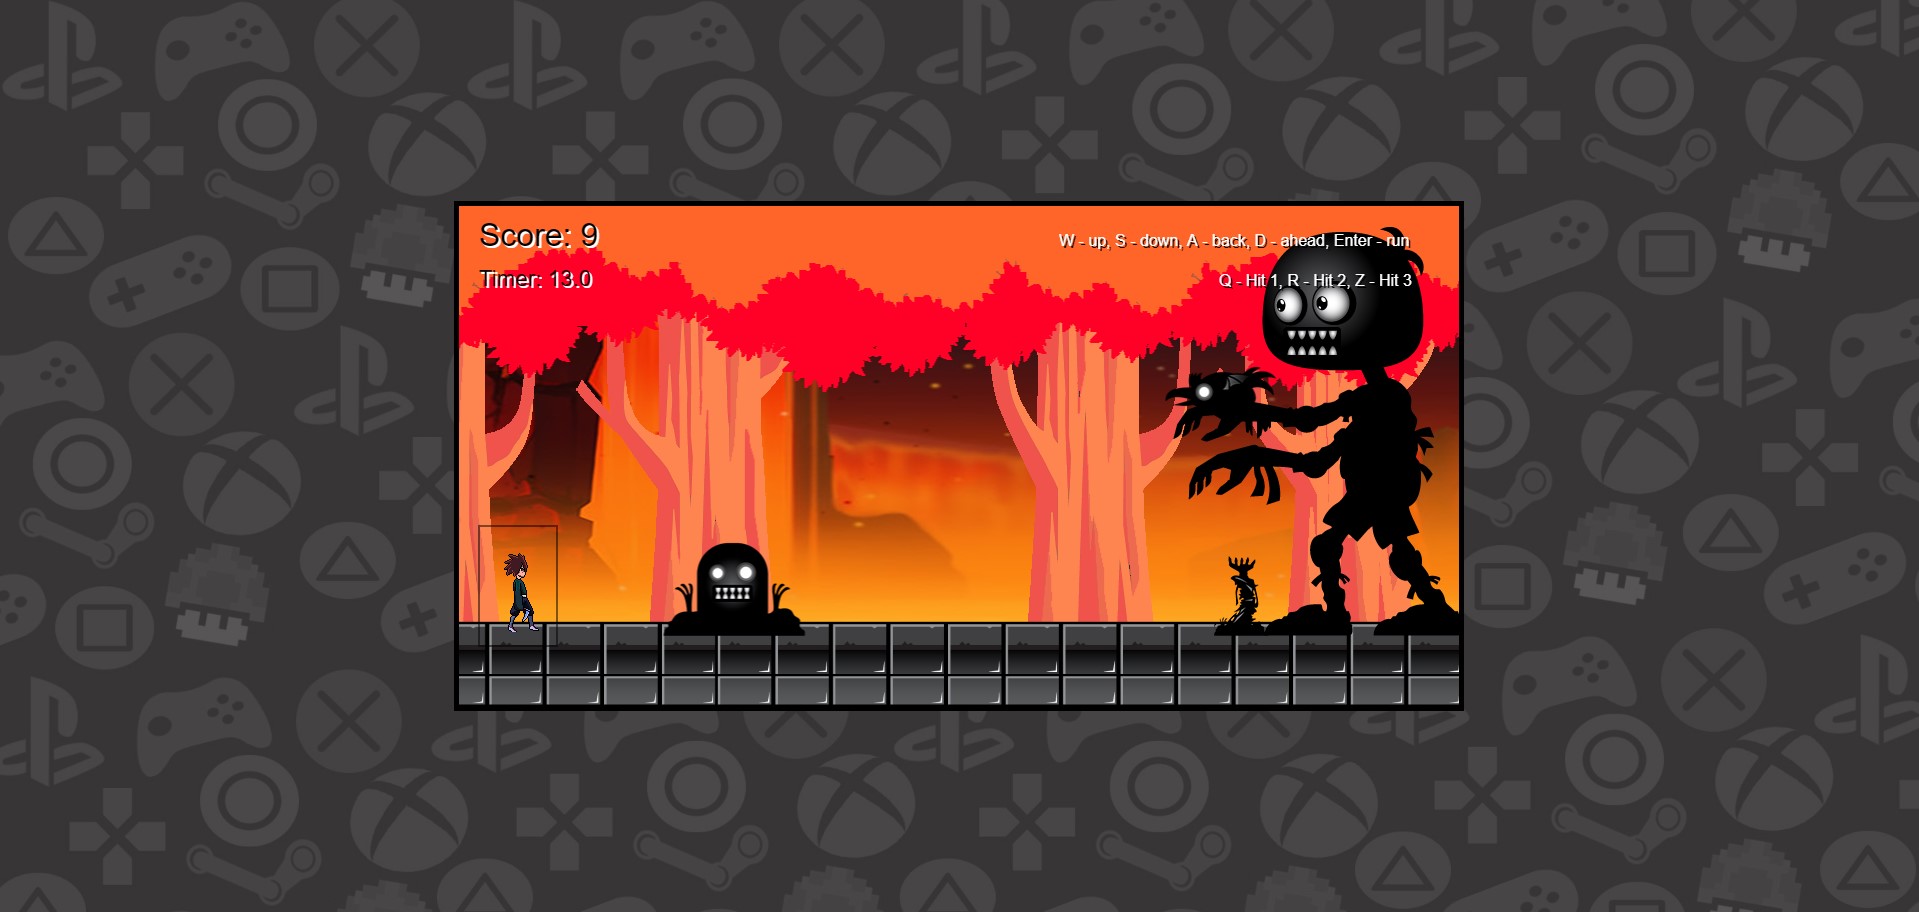 Score: 9
W - up, S - down, A - back, D - ahead, Enter - run
Timer: 13.0
Q - Hit 1, R - Hit 2, Z - Hit 3